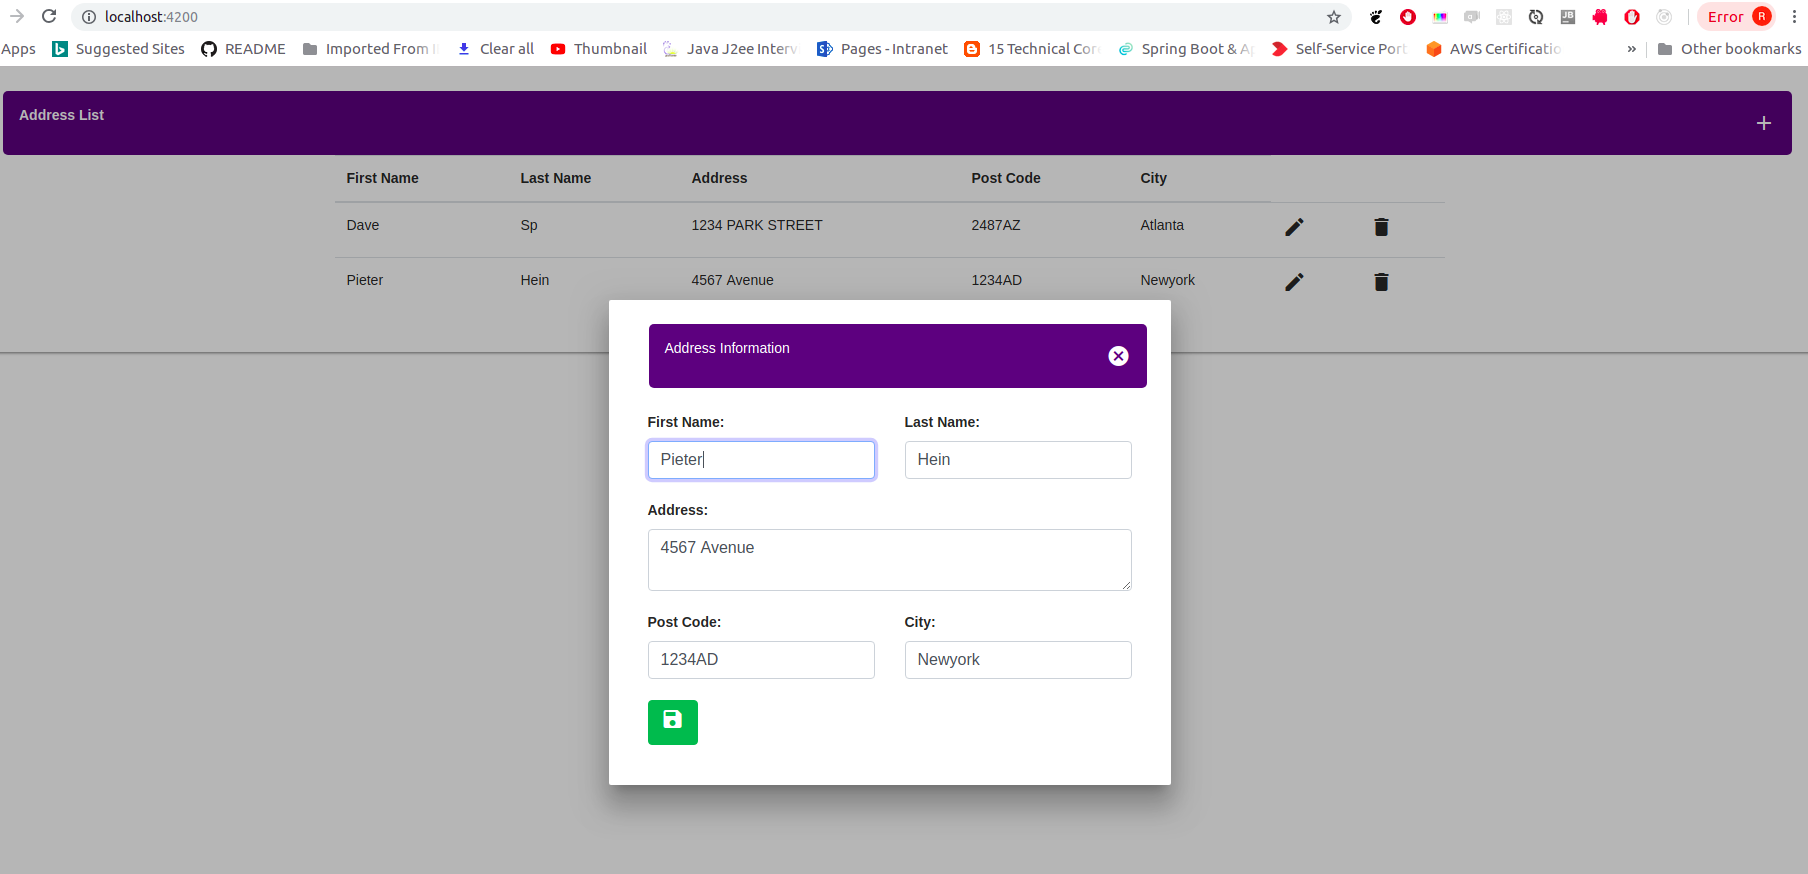 localhost:4200
Error R
Apps Suggested Sites README Imported From Clear all Thumbnail Java J2ee Interv Pages - Intranet 15 Technical Cor Spring Boot & A Self-Service Port AWS Certificatio » Other bookmarks
Address List
First Name Last Name Address Post Code City
Dave Sp 1234 PARK STREET 2487AZ Atlanta
Pieter Hein 4567 Avenue 1234AD Newyork
Address Information
First Name: Last Name:
Pieter Hein
Address:
4567 Avenue
Post Code: City:
1234AD Newyork